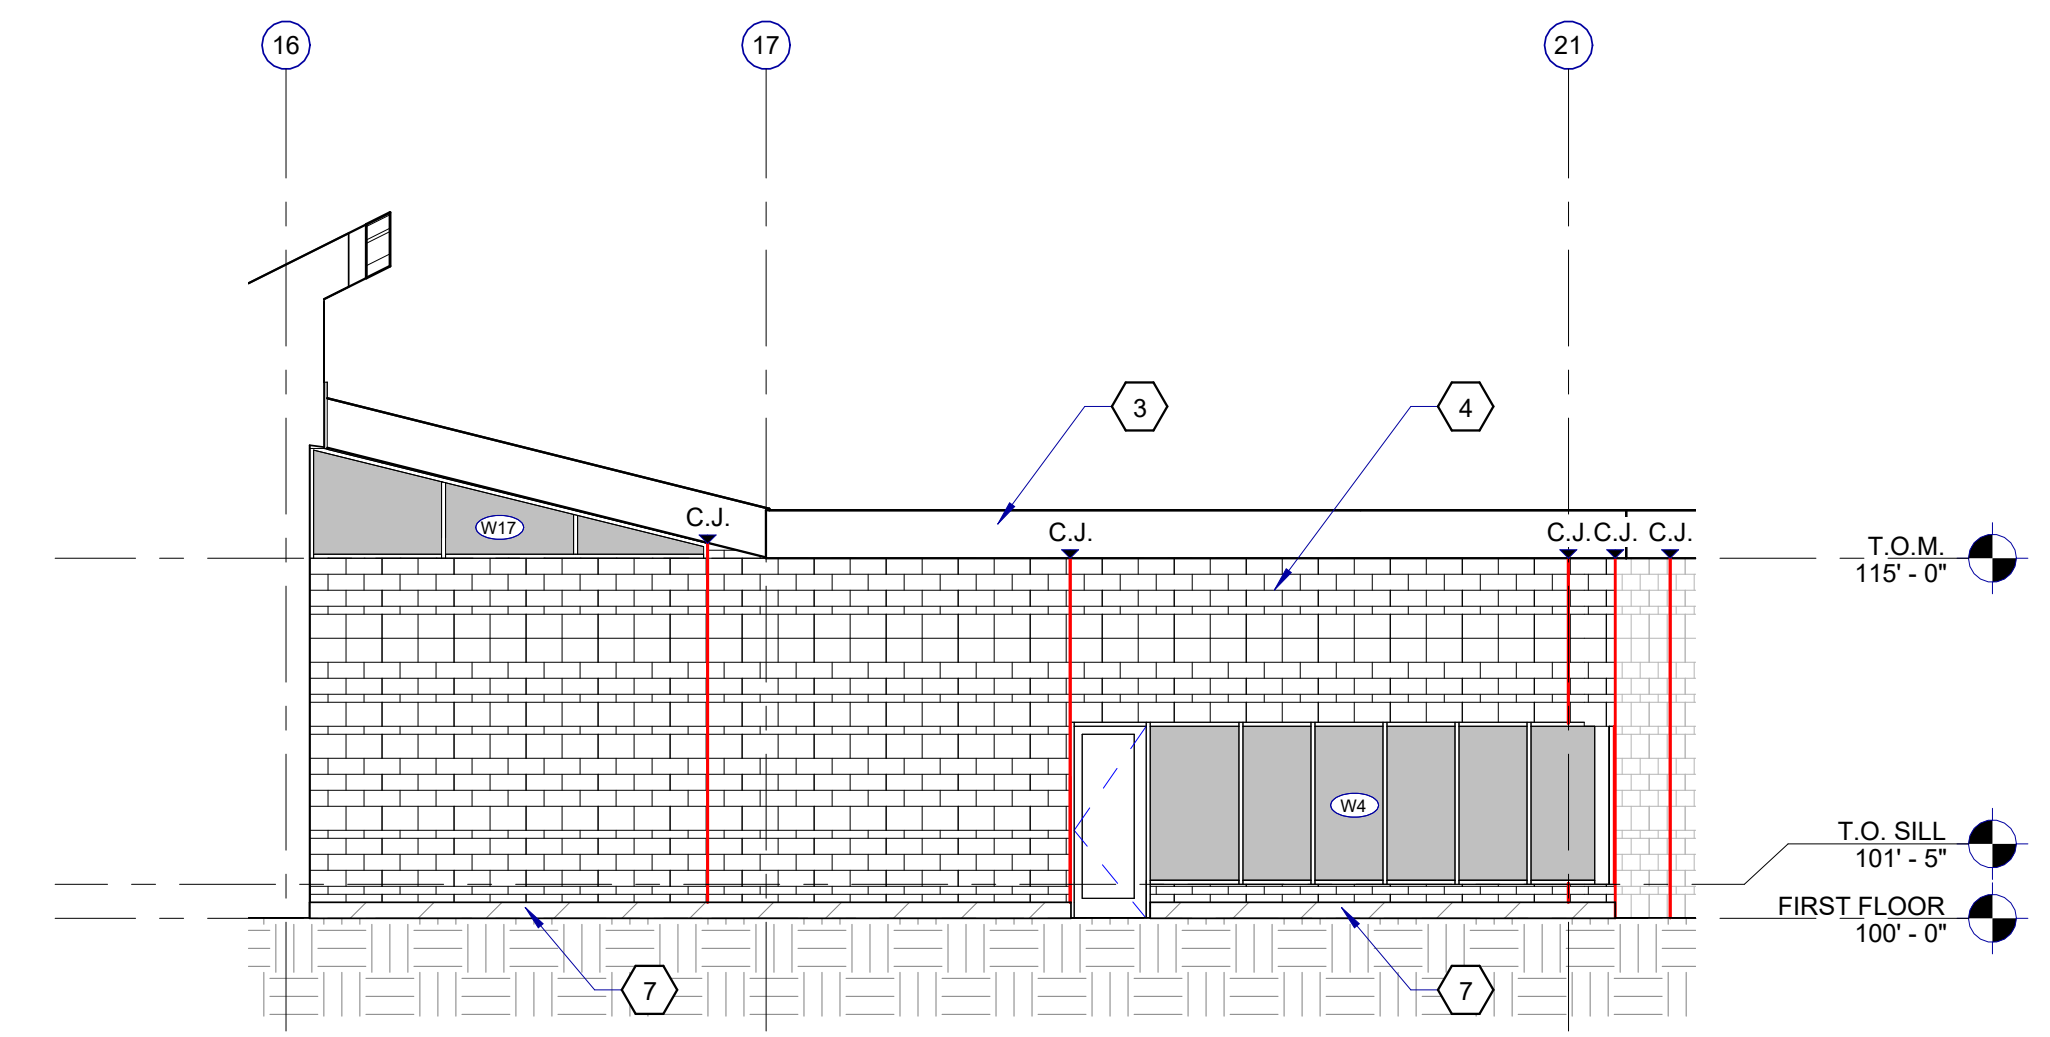 16
17
21
3
4
W17
C.J.
C.J.
C.J.
C.J.
C.J.
T.O.M.
115' - 0"
W4
T.O. SILL
101' - 5"
FIRST FLOOR
100' - 0"
7
7